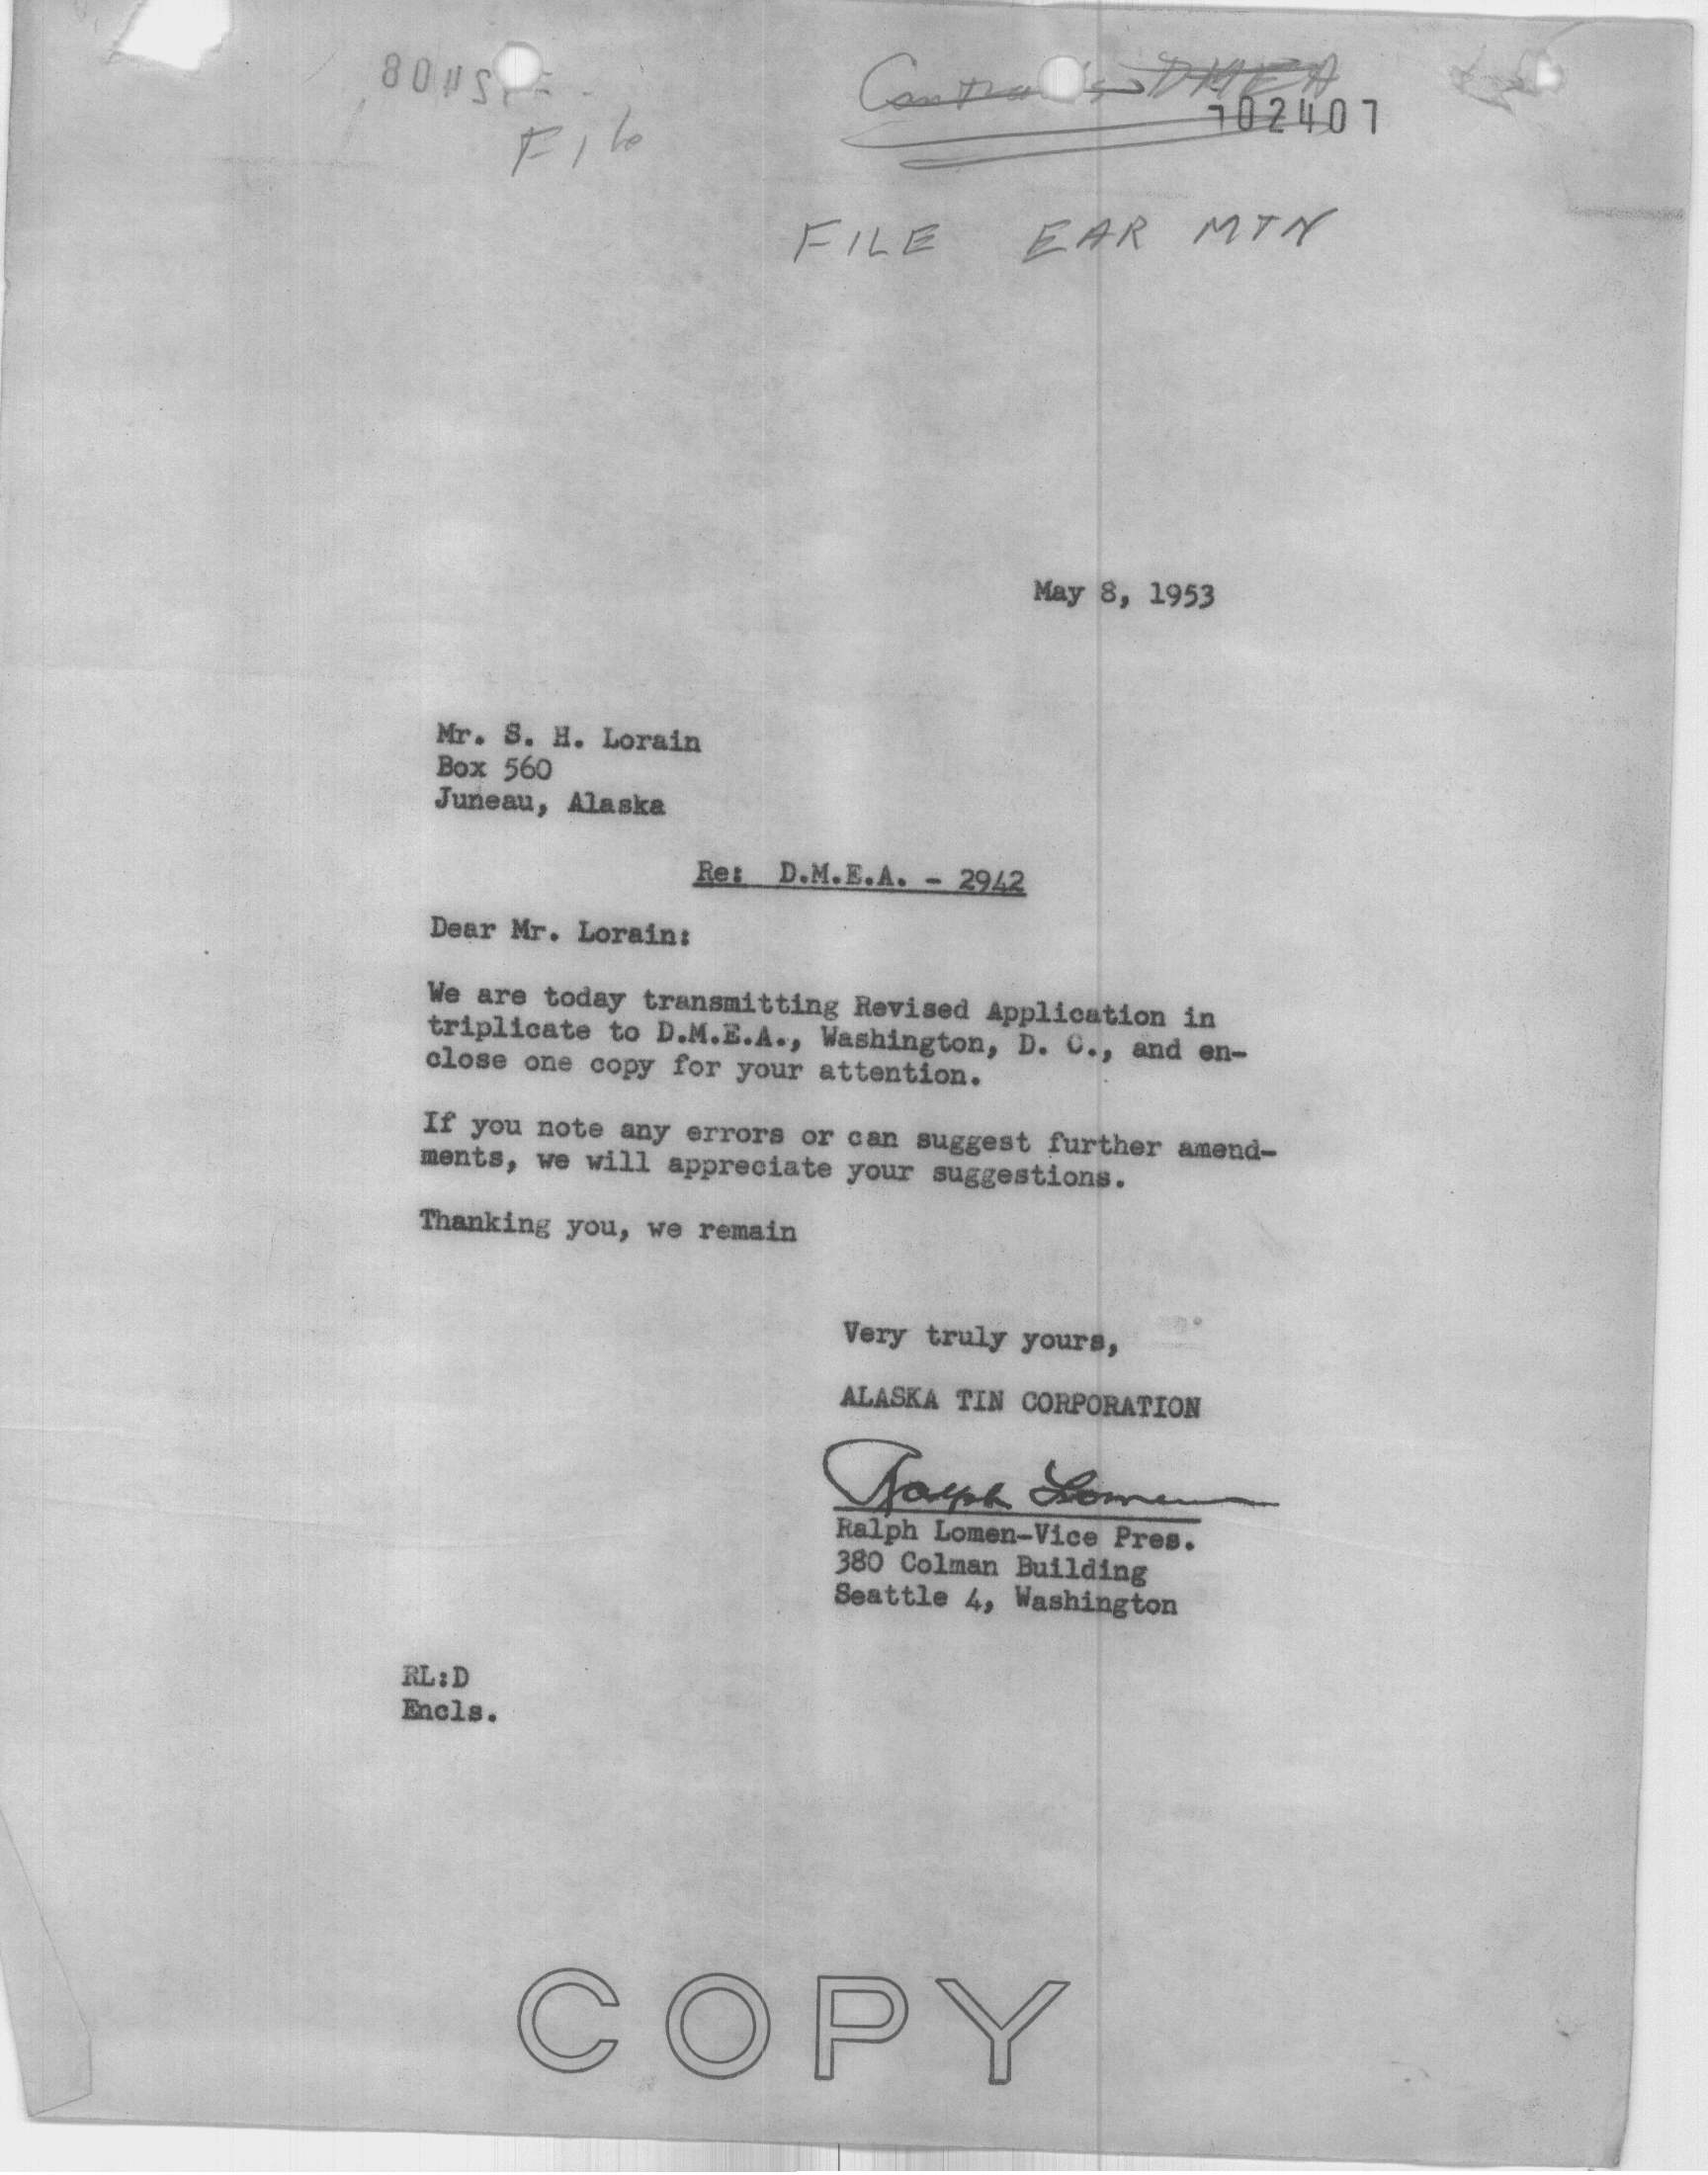 File
702407
FILE EAR MTN
May 8, 1953
Mr. S. H. Lorain
Box 560
Juneau, Alaska
Re: D.M.E.A. - 2942
Dear Mr. Lorain:
We are today transmitting Revised Application in
triplicate to D.M.E.A., Washington, D. C., and en-
close one copy for your attention.
If you note any errors or can suggest further amend-
ments, we will appreciate your suggestions.
Thanking you, we remain
Very truly yours,
ALASKA TIN CORPORATION
Ralph Lomen
Ralph Lomen-Vice Pres.
380 Colman Building
Seattle 4, Washington
RL:D
Encls.
COPY